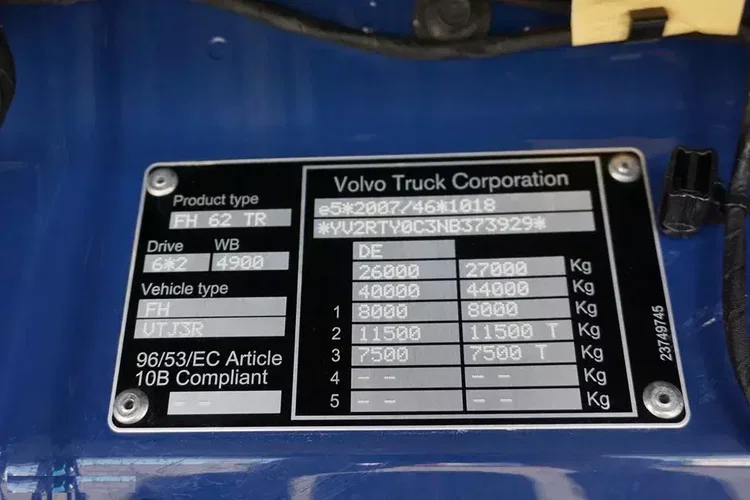 Product type
FH 62 TR
Drive WB
6*2 4900
Vehicle type
FH
VTJ3R
96/53/EC Article
10B Compliant
-- --
Volvo Truck Corporation
e5*2007/46*1018
*YV2RTY0C3NB373929*
DE
26000 27000 Kg
40000 44000 Kg
1 8000 8000 Kg
2 11500 11500 T Kg
3 7500 7500 T Kg
4 -- -- -- -- Kg
5 -- -- -- -- Kg
23749745